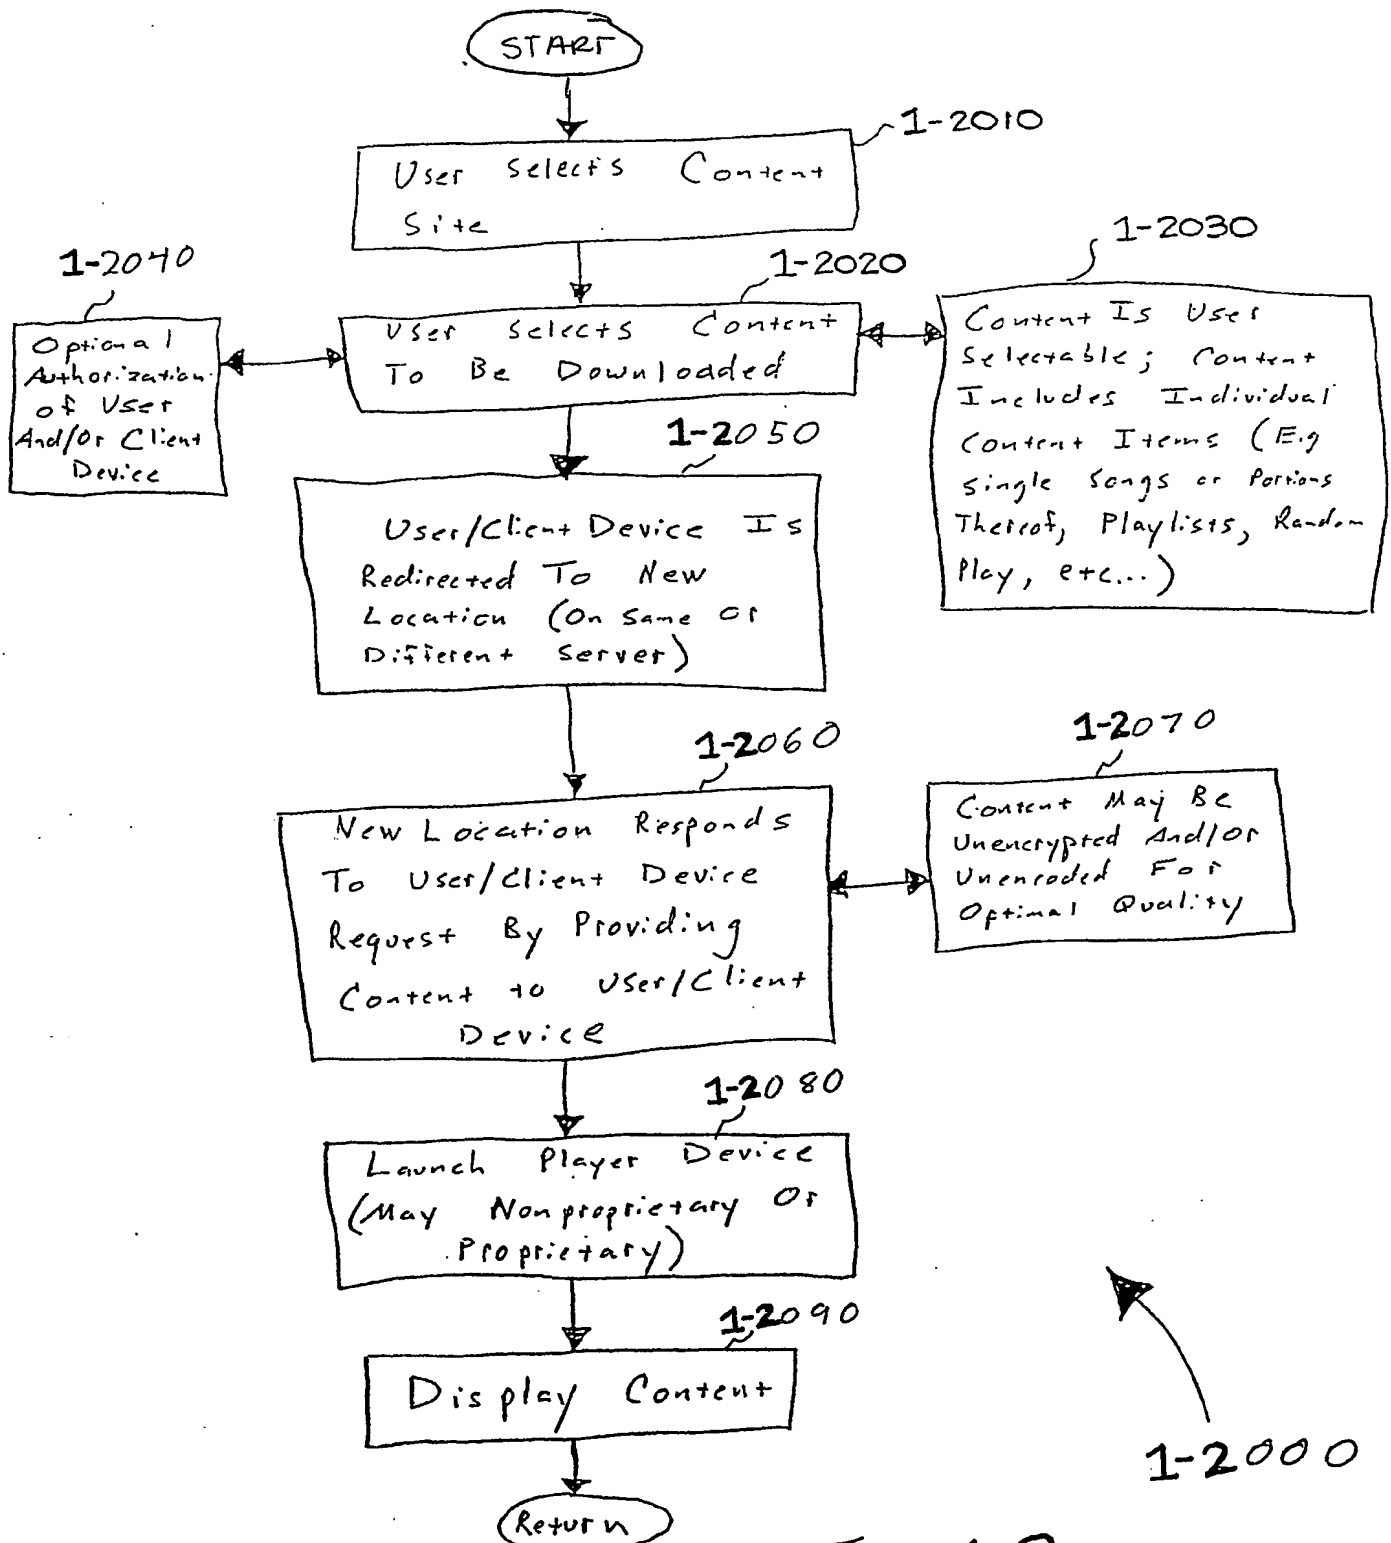 START
1-2010
User Selects Content
Site
1-2040
1-2020
1-2030
Optional
Authorization
of User
And/Or Client
Device
User Selects Content
To Be Downloaded
Content Is User
Selectable; Content
Includes Individual
Content Items (E.g
Single Songs or Portions
Thereof, Playlists, Random
Play, etc...)
1-2050
User/Client Device Is
Redirected To New
Location (On Same Or
Different Server)
1-2060
New Location Responds
To User/Client Device
Request By Providing
Content to User/Client
Device
1-2070
Content May Be
Unencrypted And/Or
Unencoded For
Optimal Quality
1-2080
Launch Player Device
(May Nonproprietary Or
Proprietary)
1-2090
Display Content
1-2000
Return